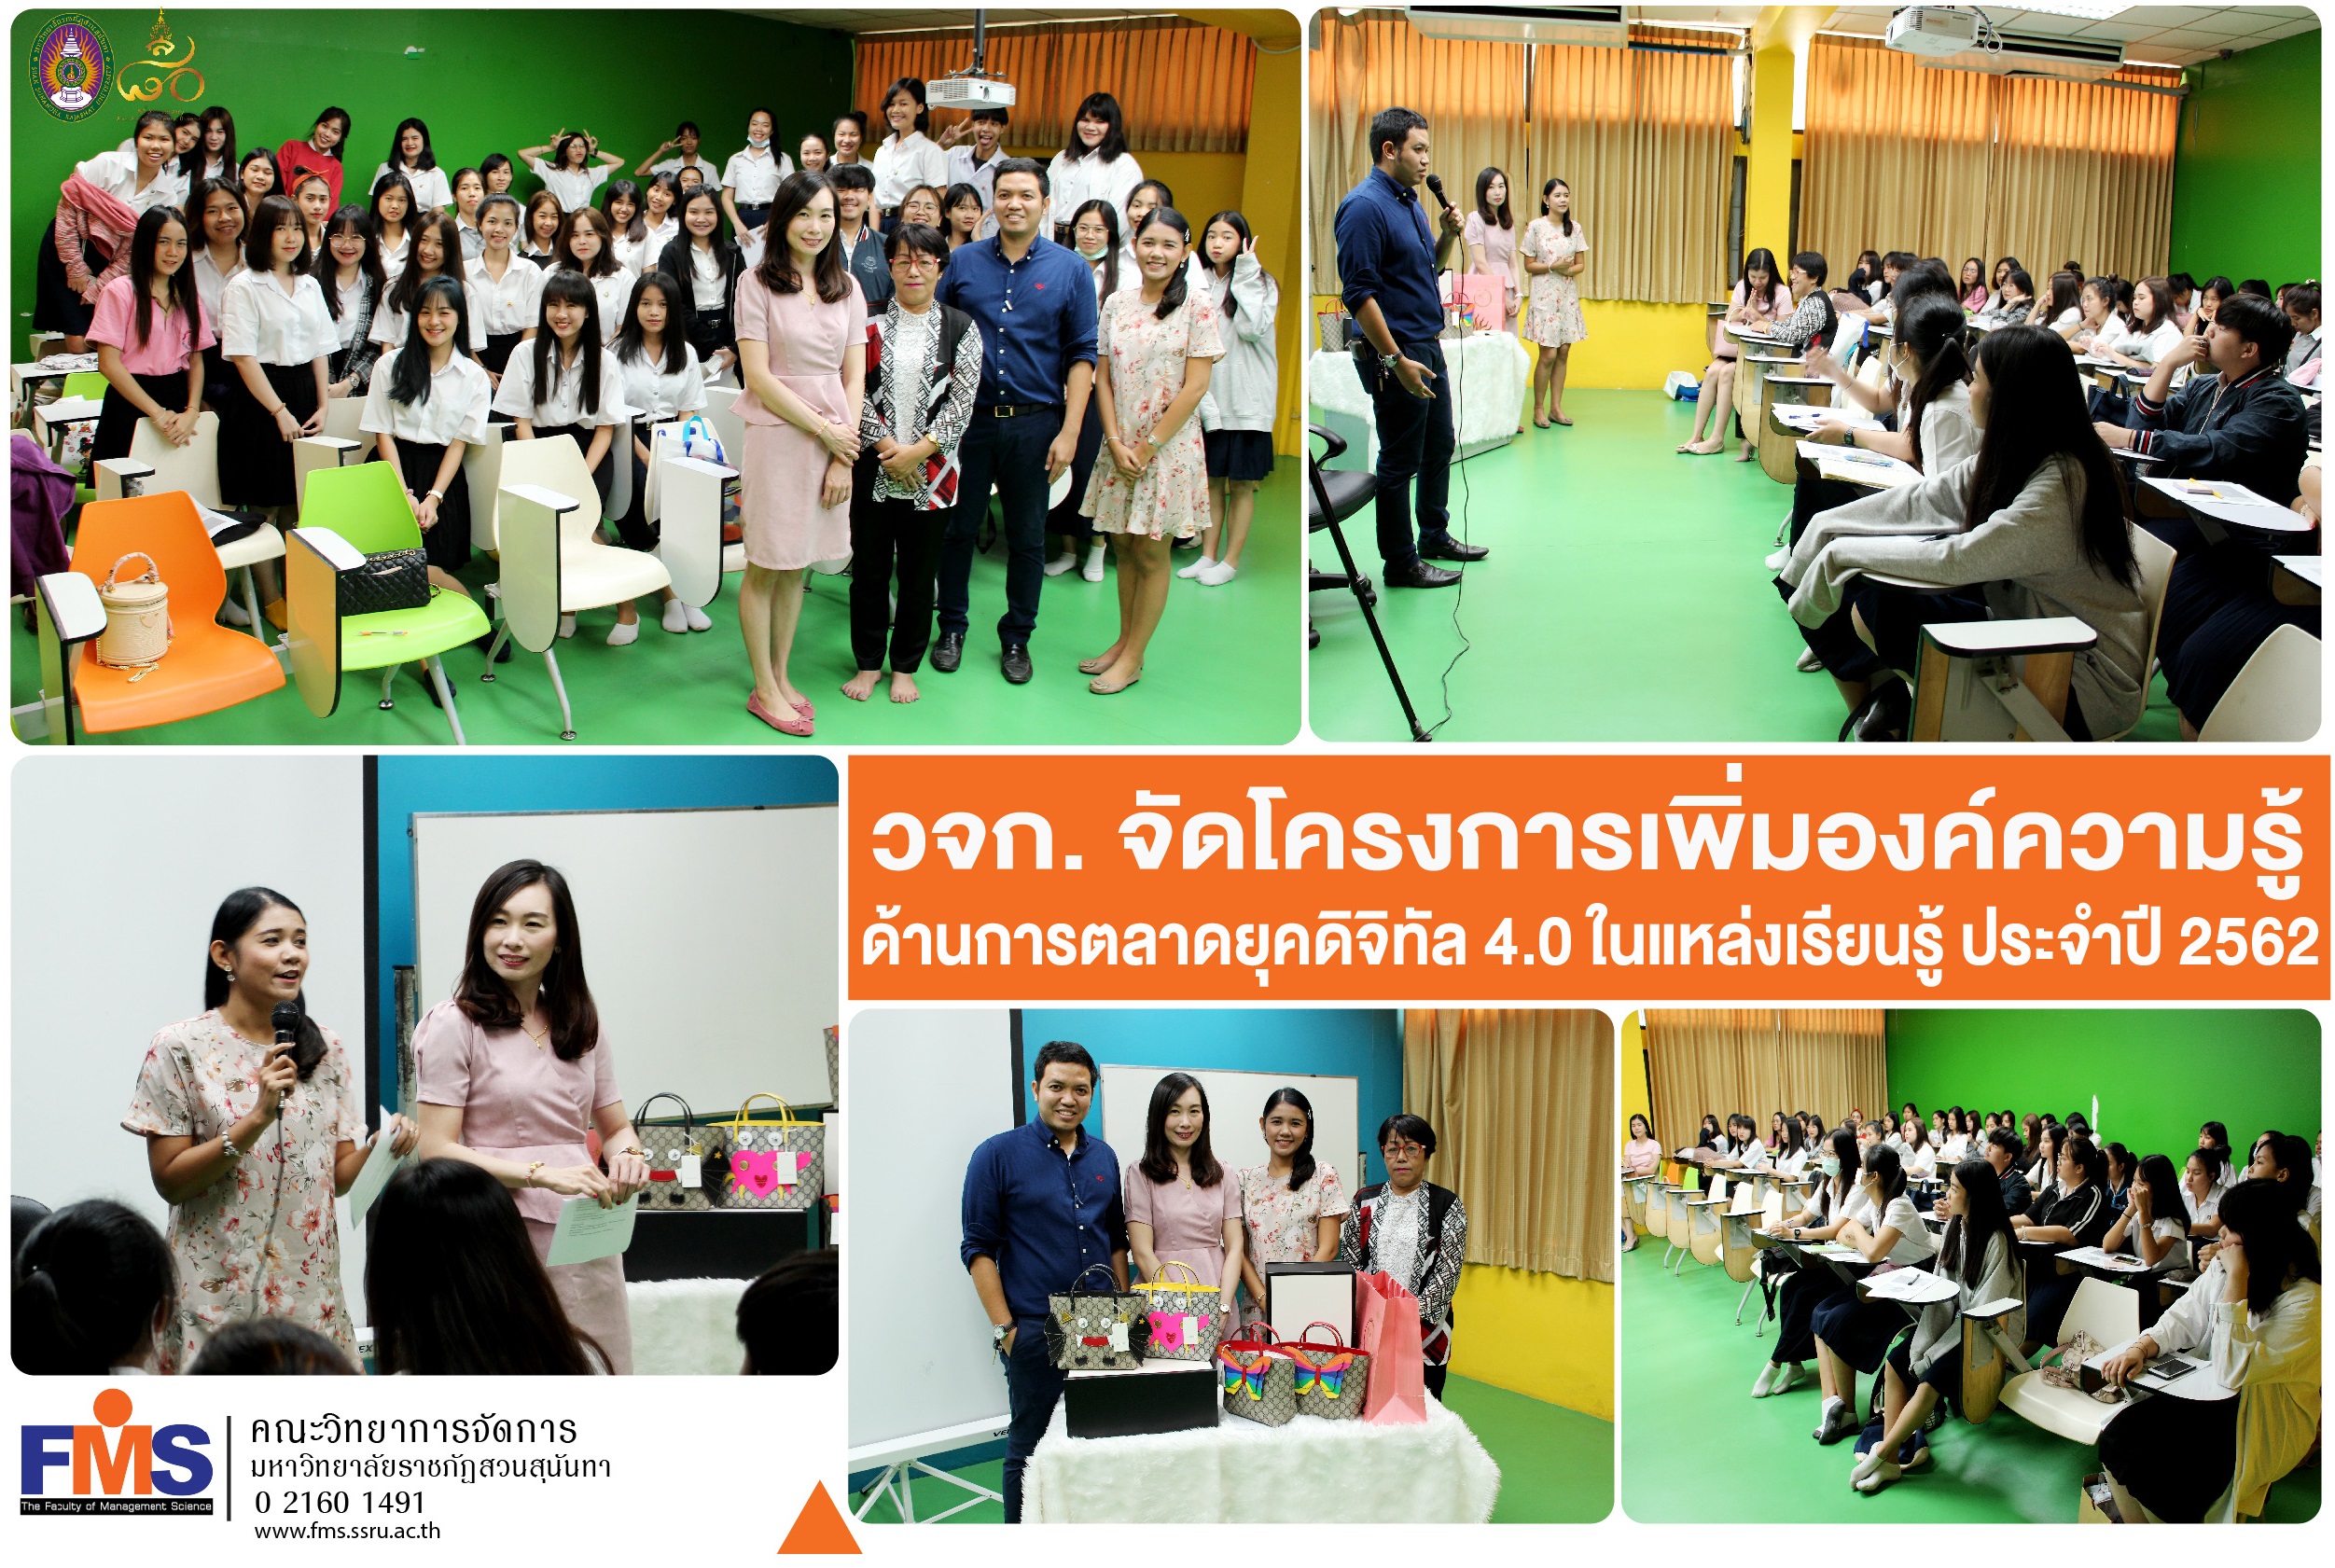 วจก. จัดโครงการเพิ่มองค์ความรู้
ด้านการตลาดยุคดิจิทัล 4.0 ในแหล่งเรียนรู้ ประจำปี 2562
FMS
The Faculty of Management Science
คณะวิทยาการจัดการ
มหาวิทยาลัยราชภัฏสวนสุนันทา
0 2160 1491
www.fms.ssru.ac.th